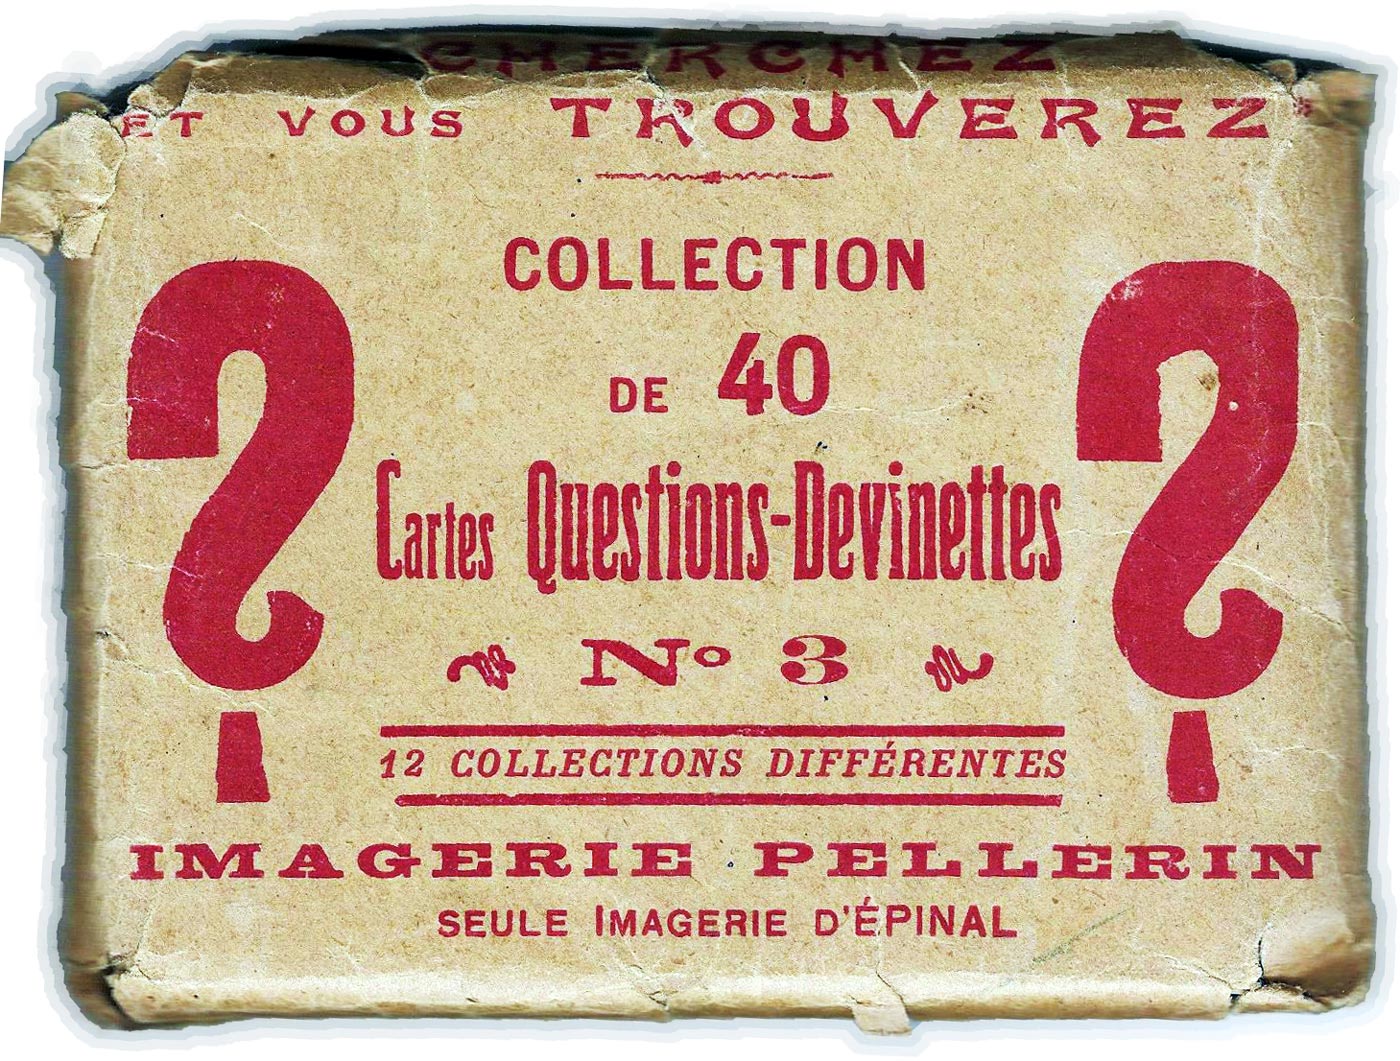 CHERCHEZ
ET VOUS TROUVEREZ
COLLECTION
DE 40
Cartes Questions-Devinettes
Nº 3
12 COLLECTIONS DIFFÉRENTES
IMAGERIE PELLERIN
SEULE IMAGERIE D'ÉPINAL